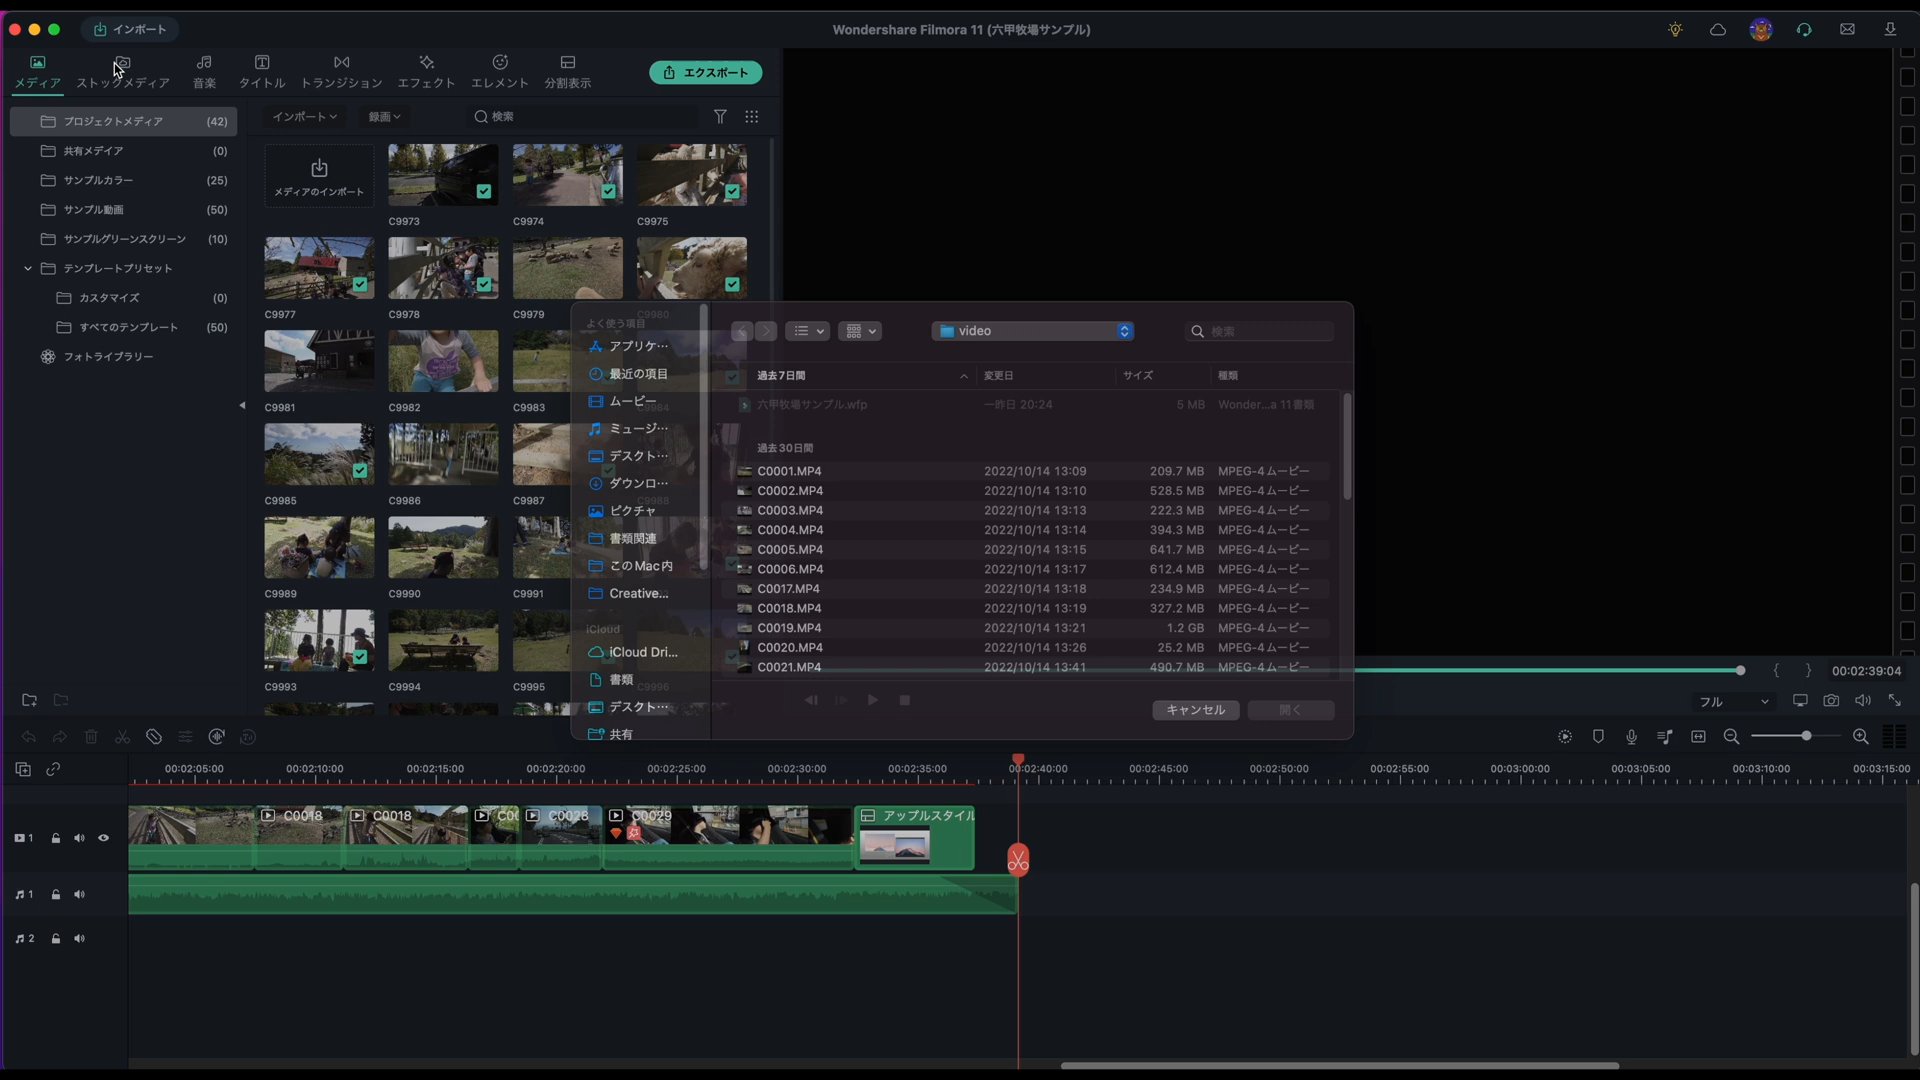 インポート
Wondershare Filmora 11 (六甲牧場サンプル)
メディア
ストックメディア
音楽
タイトル
トランジション
エフェクト
エレメント
分割表示
エクスポート
プロジェクトメディア (42)
共有メデイア (0)
サンプルカラー (25)
サンプル動画 (50)
サンプルグリーンスクリーン (10)
テンプレートプリセット
カスタマイズ (0)
すべてのテンプレート (50)
フォトライブラリー
インポート
録画
検索
メディアのインポート
C9973
C9974
C9975
C9977
C9978
C9979
C9980
C9981
C9982
C9983
C9984
C9985
C9986
C9987
C9988
C9989
C9990
C9991
C9993
C9994
C9995
C9996
よく使う項目
アプリケ…
最近の項目
ムービー
ミュージ…
デスクト…
ダウンロ…
ピクチャ
書類関連
このMac内
Creative...
iCloud
iCloud Dri...
書類
デスクト…
共有
video
検索
過去7日間 変更日 サイズ 種類
六甲牧場サンプル.wfp 一昨日 20:24 5 MB Wonder...a 11書類
過去30日間
C0001.MP4 2022/10/14 13:09 209.7 MB MPEG-4ムービー
C0002.MP4 2022/10/14 13:10 528.5 MB MPEG-4ムービー
C0003.MP4 2022/10/14 13:13 222.3 MB MPEG-4ムービー
C0004.MP4 2022/10/14 13:14 394.3 MB MPEG-4ムービー
C0005.MP4 2022/10/14 13:15 641.7 MB MPEG-4ムービー
C0006.MP4 2022/10/14 13:17 612.4 MB MPEG-4ムービー
C0017.MP4 2022/10/14 13:18 234.9 MB MPEG-4ムービー
C0018.MP4 2022/10/14 13:19 327.2 MB MPEG-4ムービー
C0019.MP4 2022/10/14 13:21 1.2 GB MPEG-4ムービー
C0020.MP4 2022/10/14 13:26 25.2 MB MPEG-4ムービー
C0021.MP4 2022/10/14 13:41 490.7 MB MPEG-4ムービー
キャンセル
開く
{ } 00:02:39:04
フル
00:02:05:00 00:02:10:00 00:02:15:00 00:02:20:00 00:02:25:00 00:02:30:00 00:02:35:00 00:02:40:00 00:02:45:00 00:02:50:00 00:02:55:00 00:03:00:00 00:03:05:00 00:03:10:00 00:03:15:00
C0018
C0018
C00
C0028
C0029
アップルスタイル
1
1
2